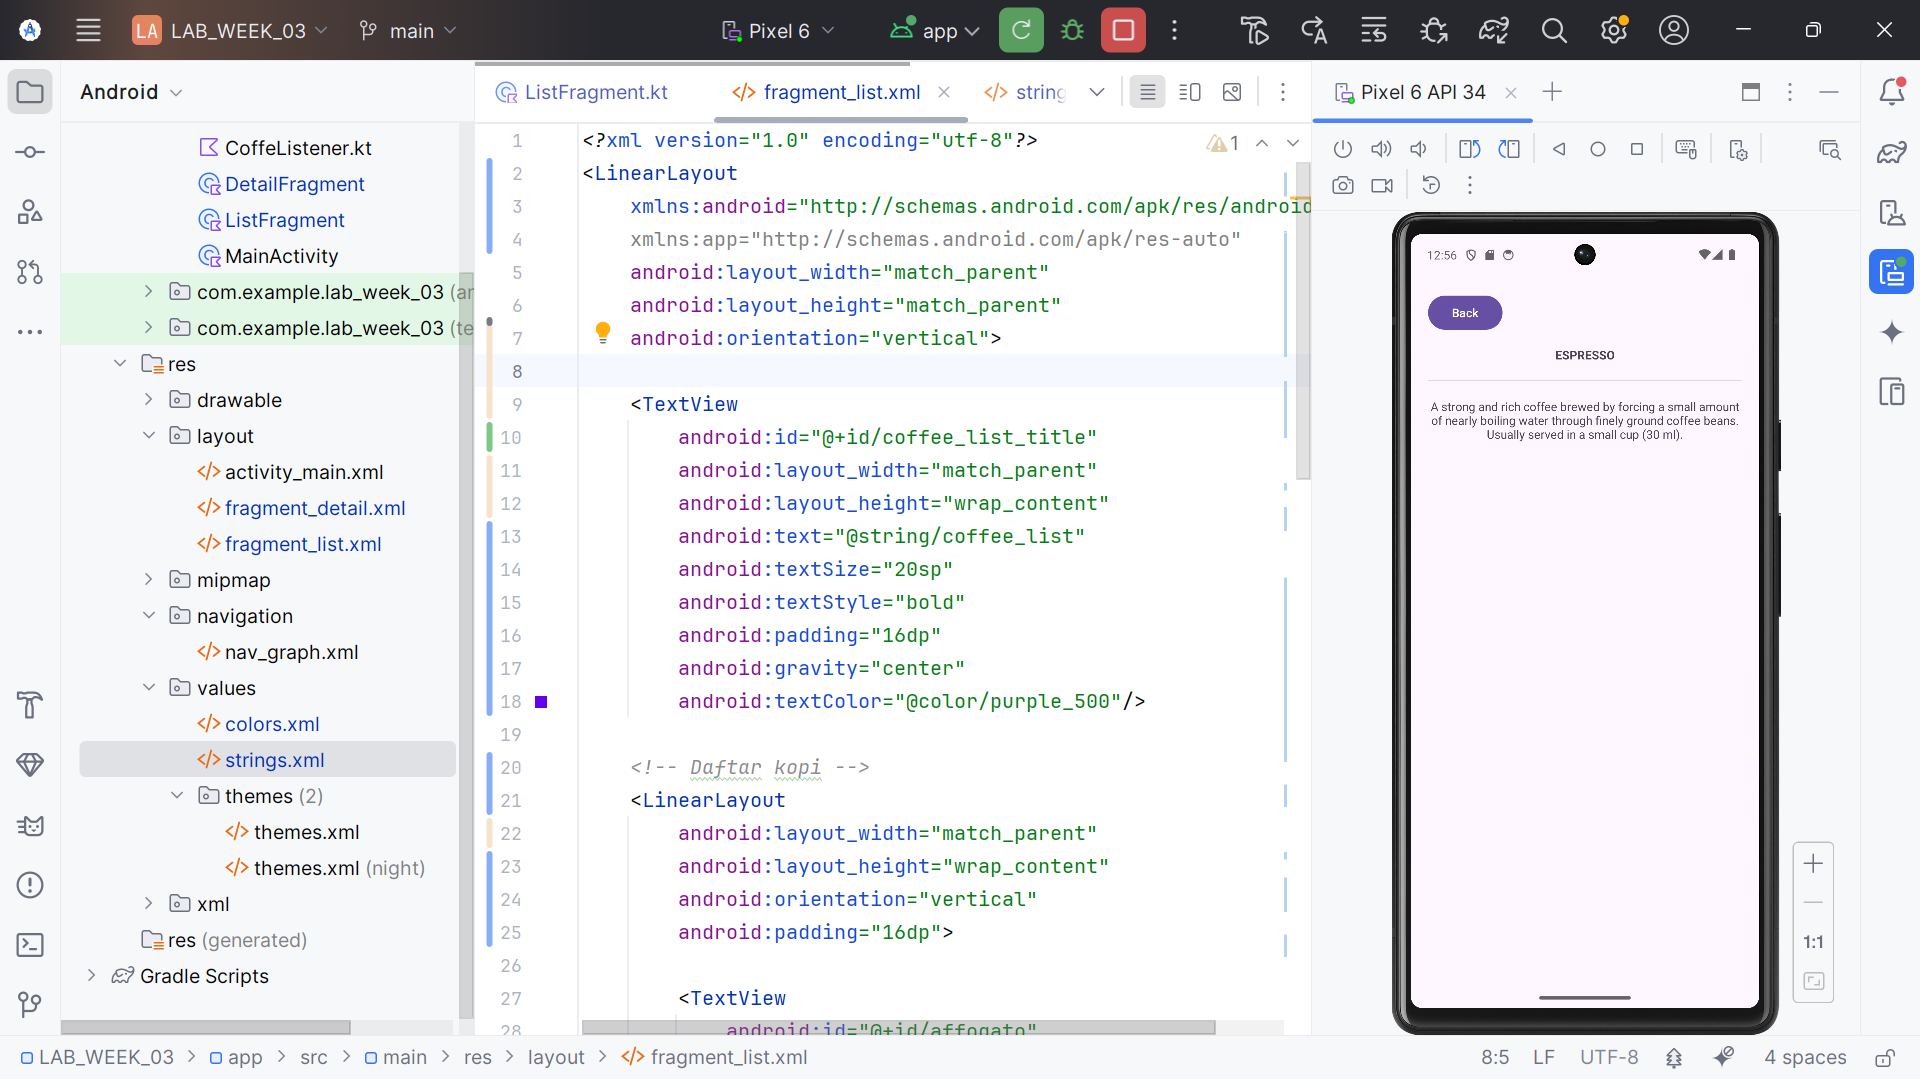 LA LAB_WEEK_03 main Pixel 6 app
Android
CoffeListener.kt
DetailFragment
ListFragment
MainActivity
com.example.lab_week_03 (ar
com.example.lab_week_03 (te
res
drawable
layout
activity_main.xml
fragment_detail.xml
fragment_list.xml
mipmap
navigation
nav_graph.xml
values
colors.xml
strings.xml
themes (2)
themes.xml
themes.xml (night)
xml
res (generated)
Gradle Scripts
ListFragment.kt fragment_list.xml string
1
1 <?xml version="1.0" encoding="utf-8"?>
2 <LinearLayout
3 xmlns:android="http://schemas.android.com/apk/res/android
4 xmlns:app="http://schemas.android.com/apk/res-auto"
5 android:layout_width="match_parent"
6 android:layout_height="match_parent"
7 android:orientation="vertical">
8
9 <TextView
10 android:id="@+id/coffee_list_title"
11 android:layout_width="match_parent"
12 android:layout_height="wrap_content"
13 android:text="@string/coffee_list"
14 android:textSize="20sp"
15 android:textStyle="bold"
16 android:padding="16dp"
17 android:gravity="center"
18 android:textColor="@color/purple_500"/>
19
20 <!-- Daftar kopi -->
21 <LinearLayout
22 android:layout_width="match_parent"
23 android:layout_height="wrap_content"
24 android:orientation="vertical"
25 android:padding="16dp">
26
27 <TextView
28 android:id="@+id/affogato"
Pixel 6 API 34
12:56
Back
ESPRESSO
A strong and rich coffee brewed by forcing a small amount
of nearly boiling water through finely ground coffee beans.
Usually served in a small cup (30 ml).
1:1
LAB_WEEK_03 > app > src > main > res > layout > fragment_list.xml
8:5 LF UTF-8 4 spaces